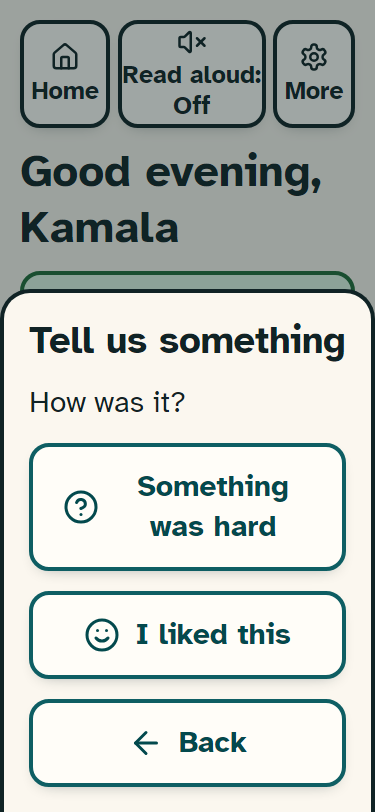 Home
Read aloud:
Off
More
Good evening,
Kamala
Tell us something
How was it?
Something
was hard
I liked this
Back